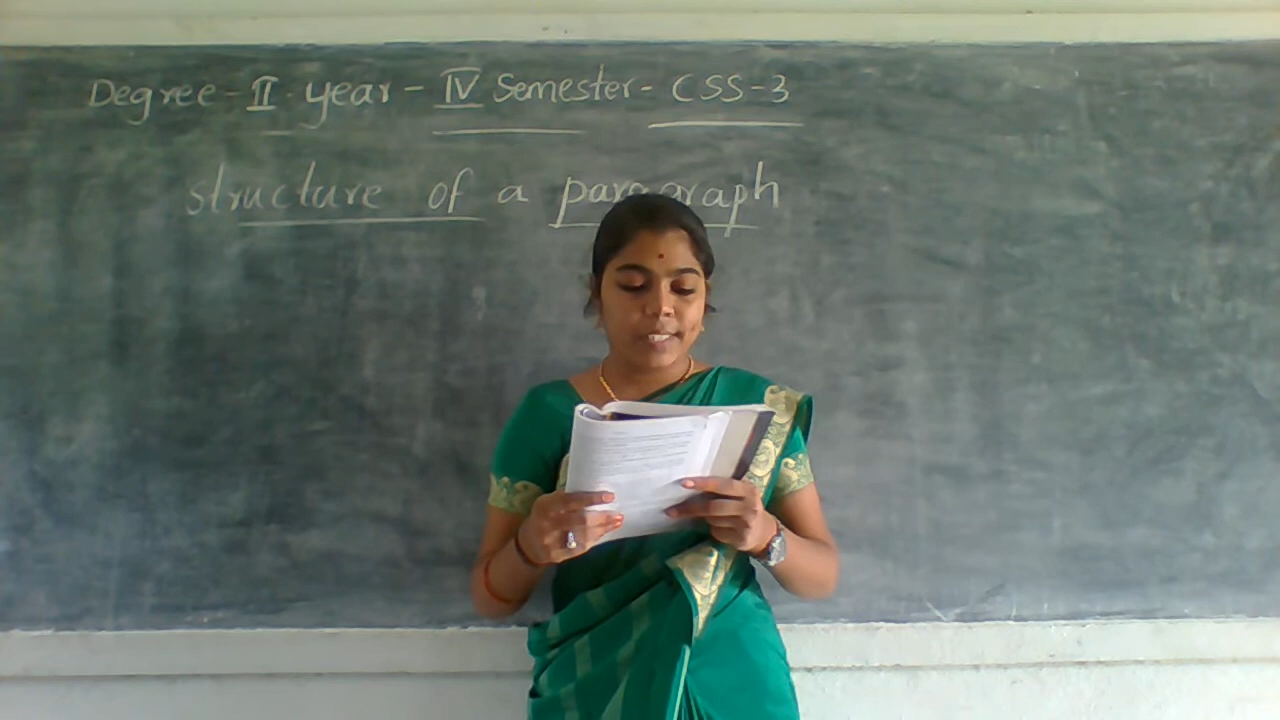 Degree - II year - IV Semester - CSS-3
structure of a paragraph